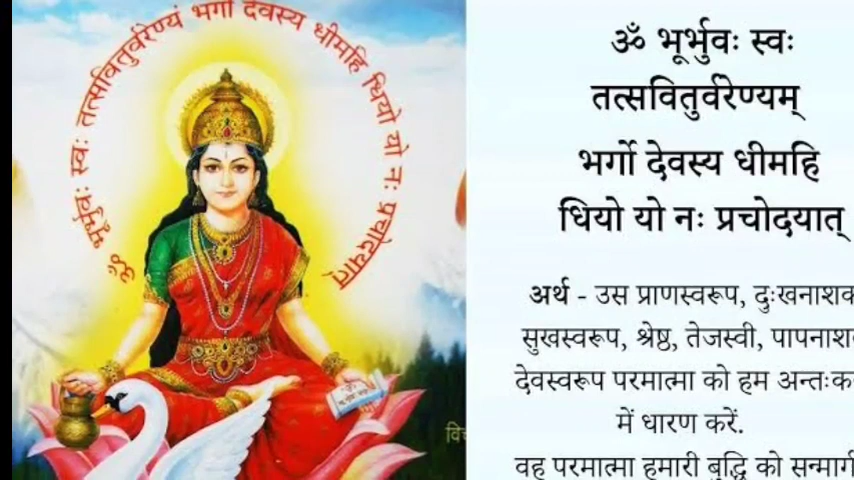 ॐ भूर्भुवः स्वः तत्सवितुर्वरेण्यं भर्गो देवस्य धीमहि धियो यो नः प्रचोदयात्
ॐ भूर्भुवः स्वः
तत्सवितुर्वरेण्यम्
भर्गो देवस्य धीमहि
धियो यो नः प्रचोदयात्
अर्थ - उस प्राणस्वरूप, दुःखनाशक
सुखस्वरूप, श्रेष्ठ, तेजस्वी, पापनाश
देवस्वरूप परमात्मा को हम अन्तःक
में धारण करें.
वह परमात्मा हमारी बुद्धि को सन्मार्ग